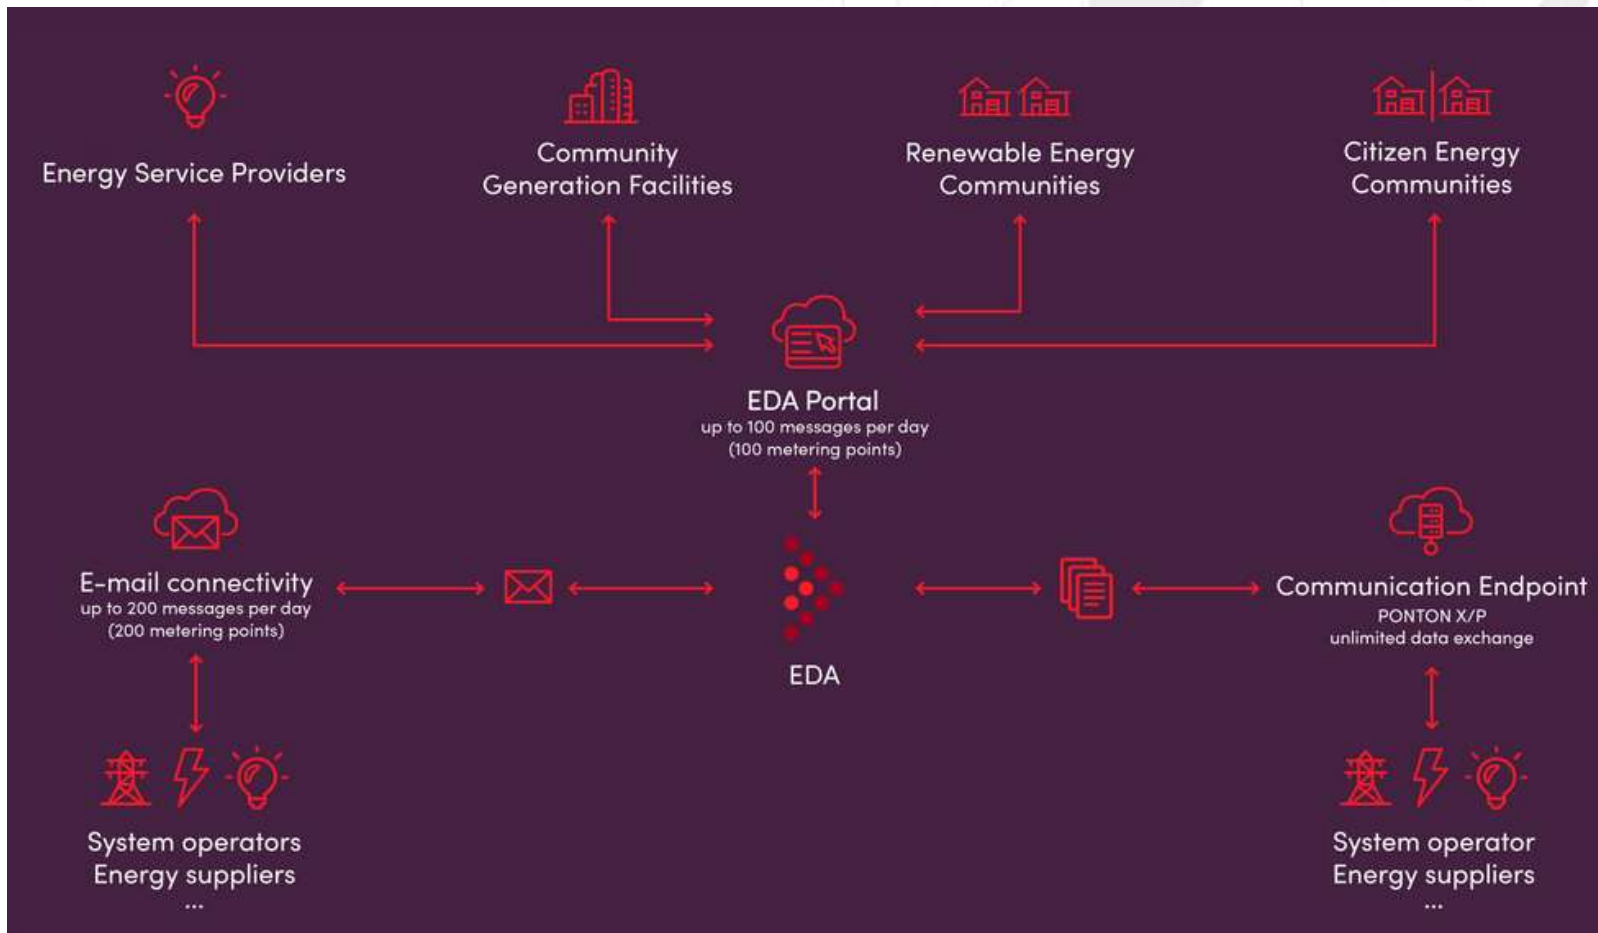 Energy Service Providers
Community
Generation Facilities
Renewable Energy
Communities
Citizen Energy
Communities
EDA Portal
up to 100 messages per day
(100 metering points)
E-mail connectivity
up to 200 messages per day
(200 metering points)
EDA
Communication Endpoint
PONTON X/P
unlimited data exchange
System operators
Energy suppliers
...
System operator
Energy suppliers
...